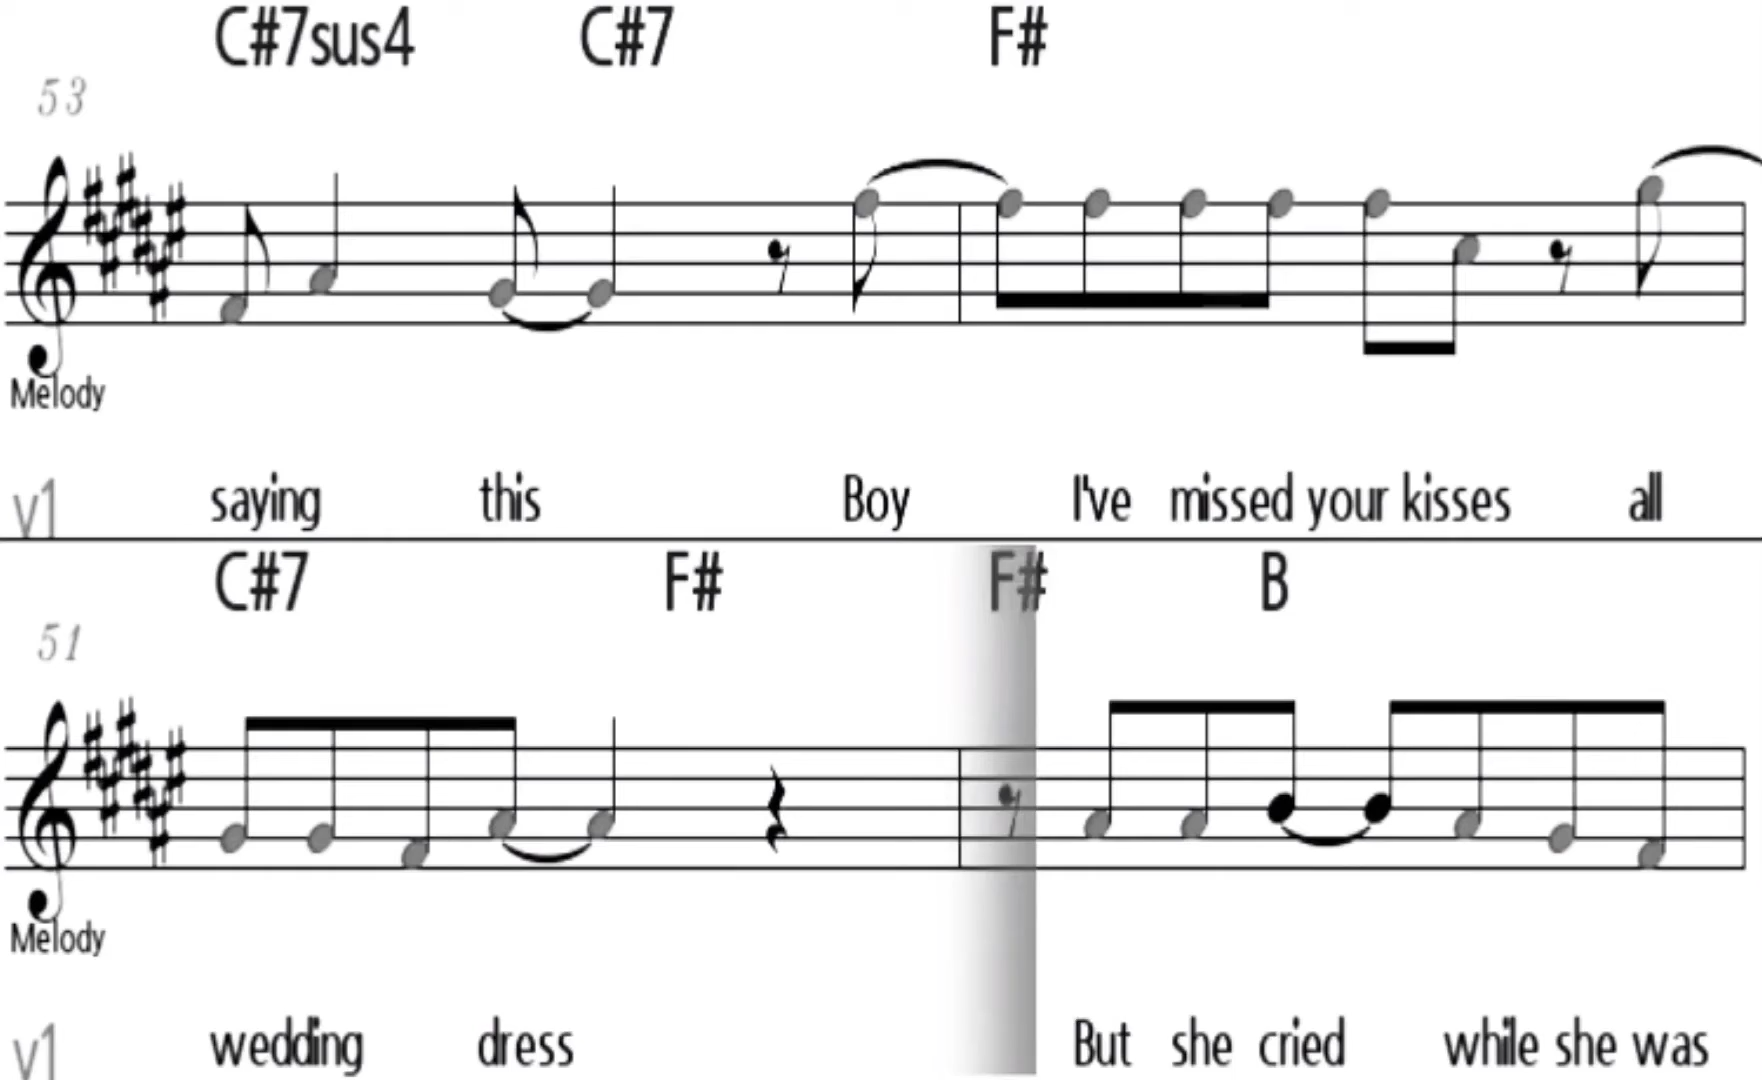 C#7sus4 C#7 F#
53
Melody
v1 saying this Boy I've missed your kisses all
C#7 F# F# B
51
Melody
v1 wedding dress But she cried while she was